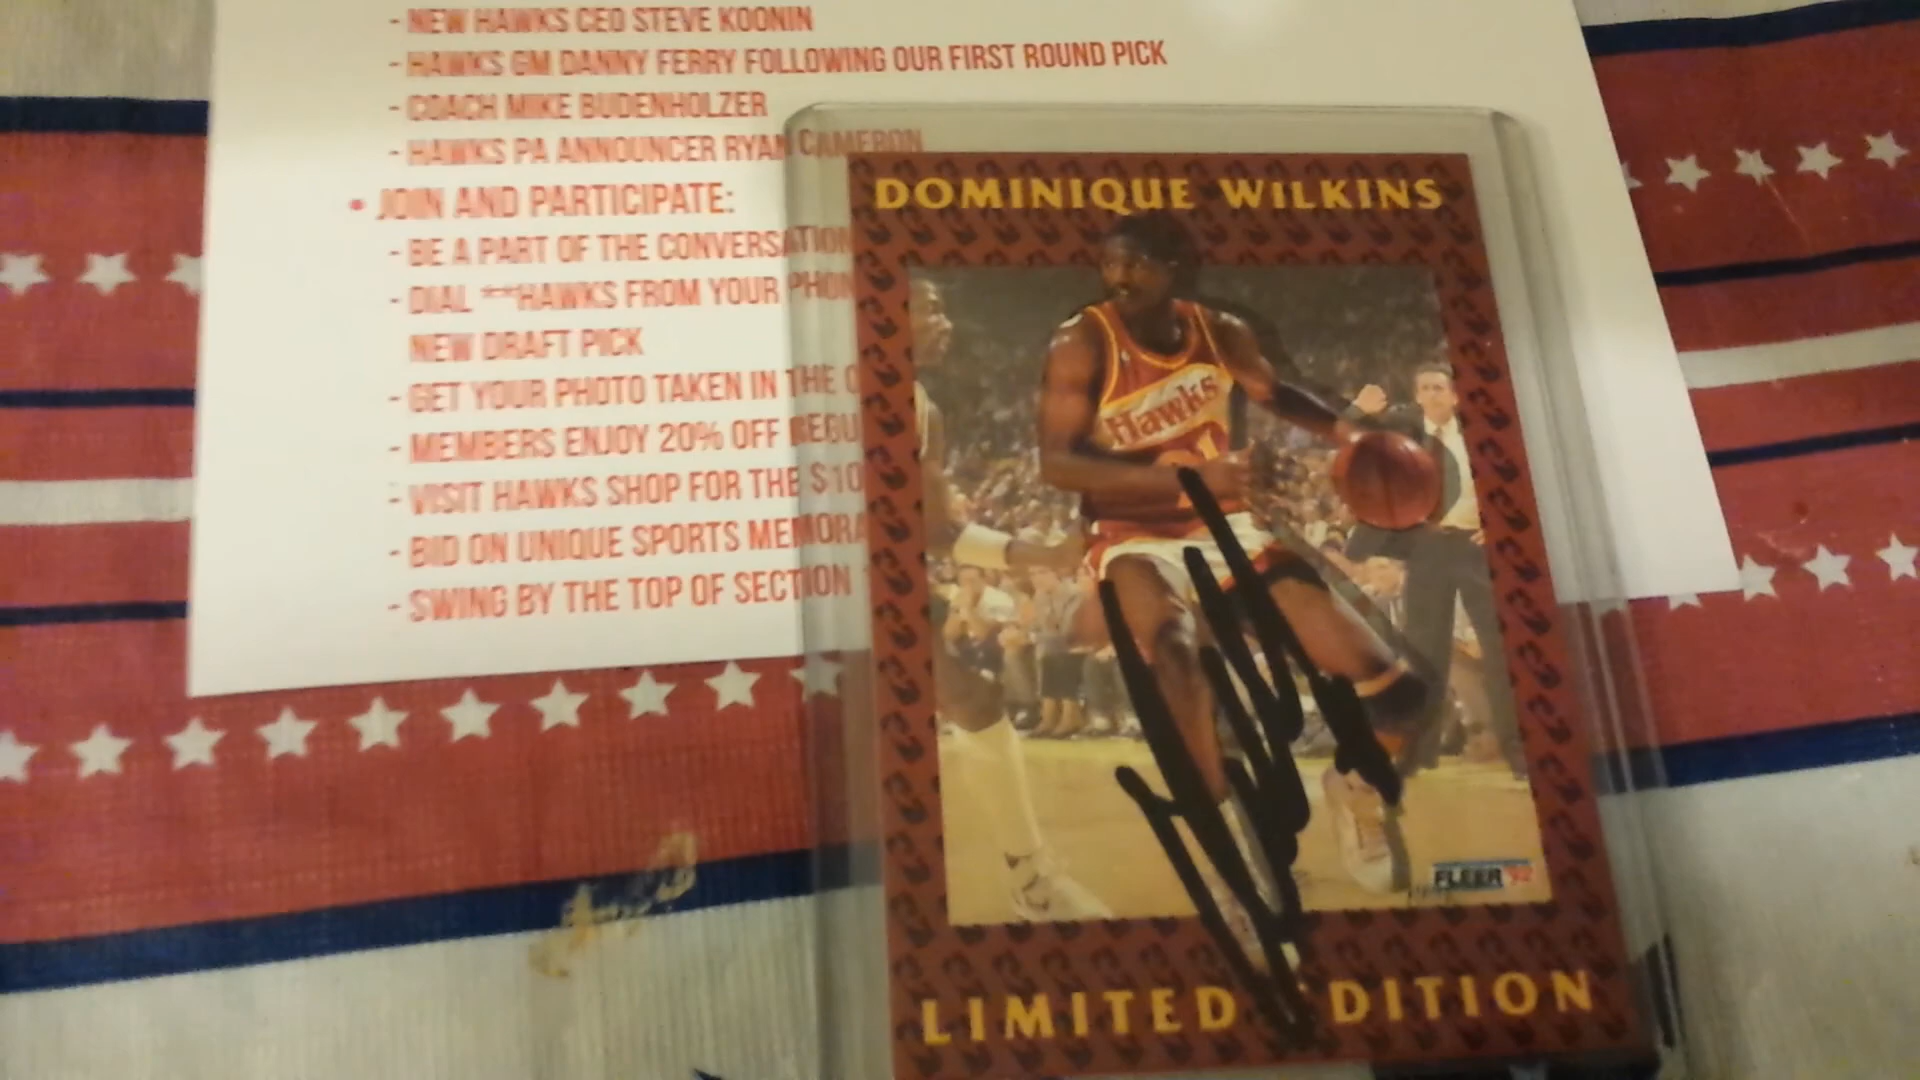 - NEW HAWKS CEO STEVE KOONIN
- HAWKS GM DANNY FERRY FOLLOWING OUR FIRST ROUND PICK
- COACH MIKE BUDENHOLZER
- HAWKS PA ANNOUNCER RYAN CAMERON
• JOIN AND PARTICIPATE:
- BE A PART OF THE CONVERSATION
- DIAL **HAWKS FROM YOUR PHON
NEW DRAFT PICK
- GET YOUR PHOTO TAKEN IN THE
- MEMBERS ENJOY 20% OFF REGU
- VISIT HAWKS SHOP FOR THE $10
- BID ON UNIQUE SPORTS MEMORA
- SWING BY THE TOP OF SECTION
DOMINIQUE WILKINS
Hawks
21
FLEER '92
LIMITED EDITION